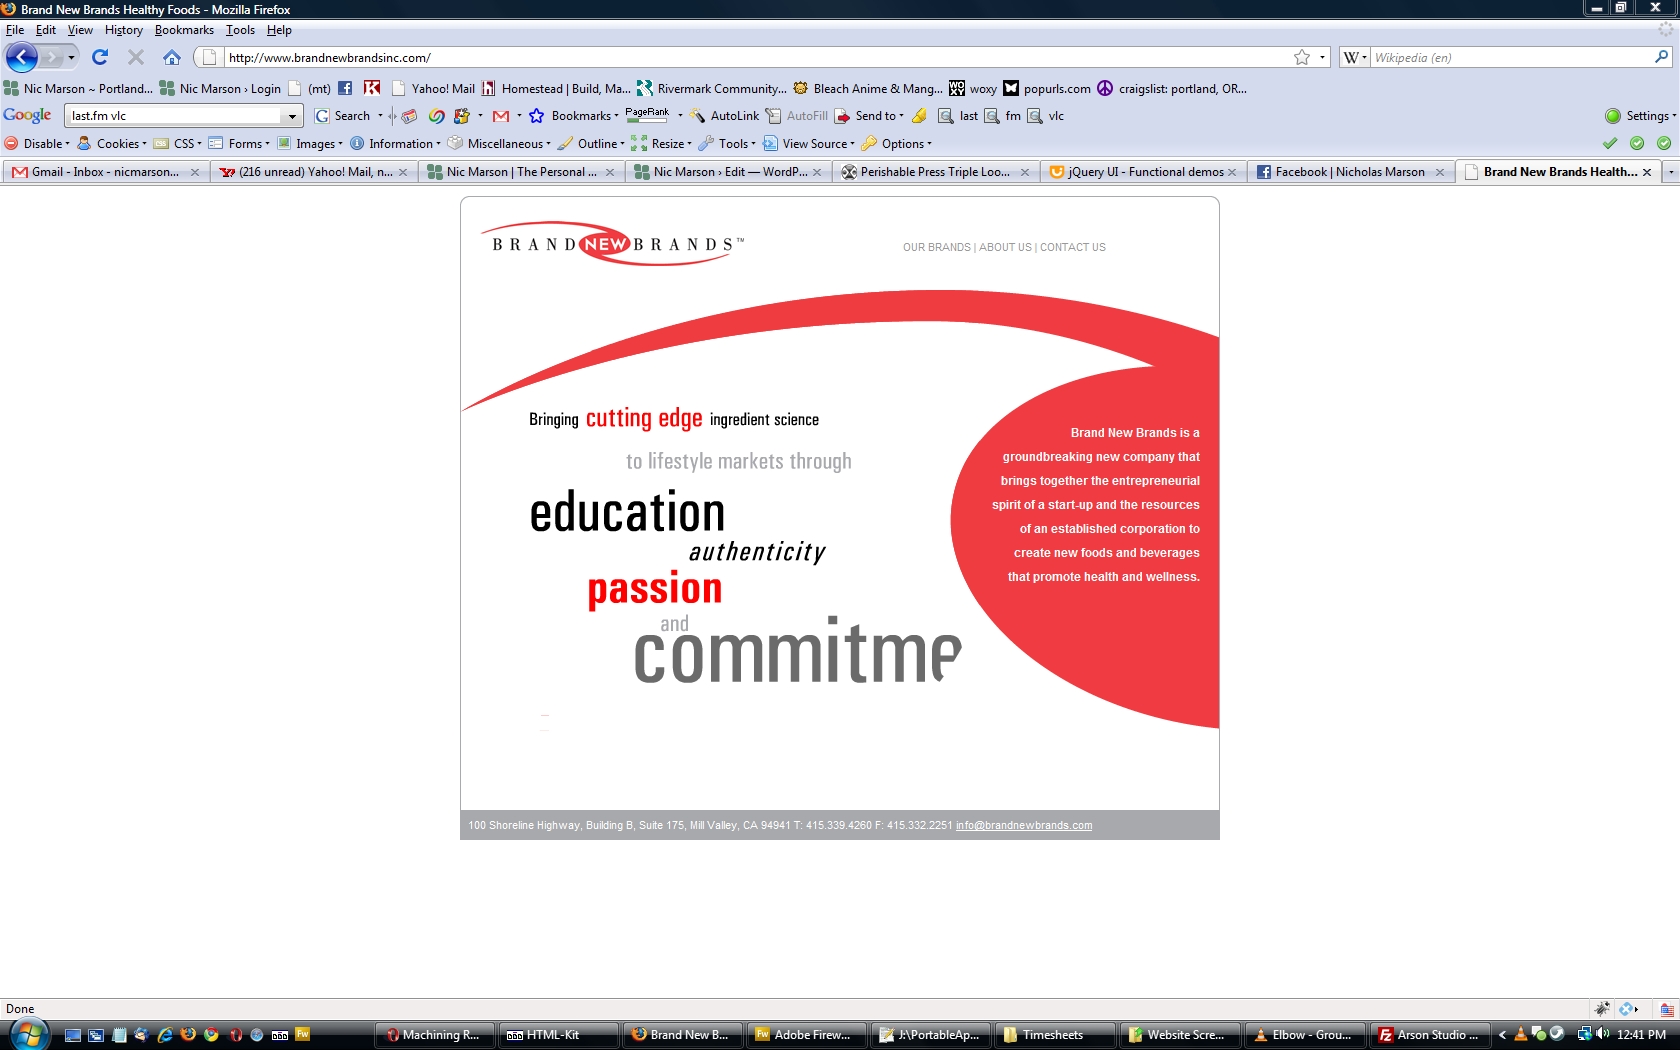 Brand New Brands Healthy Foods - Mozilla Firefox
File Edit View History Bookmarks Tools Help
http://www.brandnewbrandsinc.com/ W Wikipedia (en)
Nic Marson ~ Portland... Nic Marson › Login (mt) Yahoo! Mail Homestead | Build, Ma... Rivermark Community... Bleach Anime & Mang... woxy popurls.com craigslist: portland, OR...
Google last.fm vlc Search Bookmarks PageRank AutoLink AutoFill Send to last fm vlc Settings
Disable Cookies CSS Forms Images Information Miscellaneous Outline Resize Tools View Source Options
Gmail - Inbox - nicmarson... (216 unread) Yahoo! Mail, n... Nic Marson | The Personal ... Nic Marson › Edit — WordP... Perishable Press Triple Loo... jQuery UI - Functional demos Facebook | Nicholas Marson Brand New Brands Health...
BRAND NEW BRANDS™
OUR BRANDS | ABOUT US | CONTACT US
Bringing cutting edge ingredient science
to lifestyle markets through
education
authenticity
passion
and
commitme
Brand New Brands is a
groundbreaking new company that
brings together the entrepreneurial
spirit of a start-up and the resources
of an established corporation to
create new foods and beverages
that promote health and wellness.
100 Shoreline Highway, Building B, Suite 175, Mill Valley, CA 94941 T: 415.339.4260 F: 415.332.2251 info@brandnewbrands.com
Done
Machining R... HTML-Kit Brand New B... Adobe Firew... J:\PortableAp... Timesheets Website Scre... Elbow - Grou... Arson Studio ... 12:41 PM